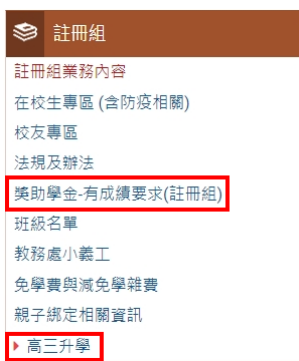 註冊組
註冊組業務內容
在校生專區 (含防疫相關)
校友專區
法規及辦法
獎助學金-有成績要求(註冊組)
班級名單
教務處小義工
免學費與減免學雜費
親子綁定相關資訊
高三升學